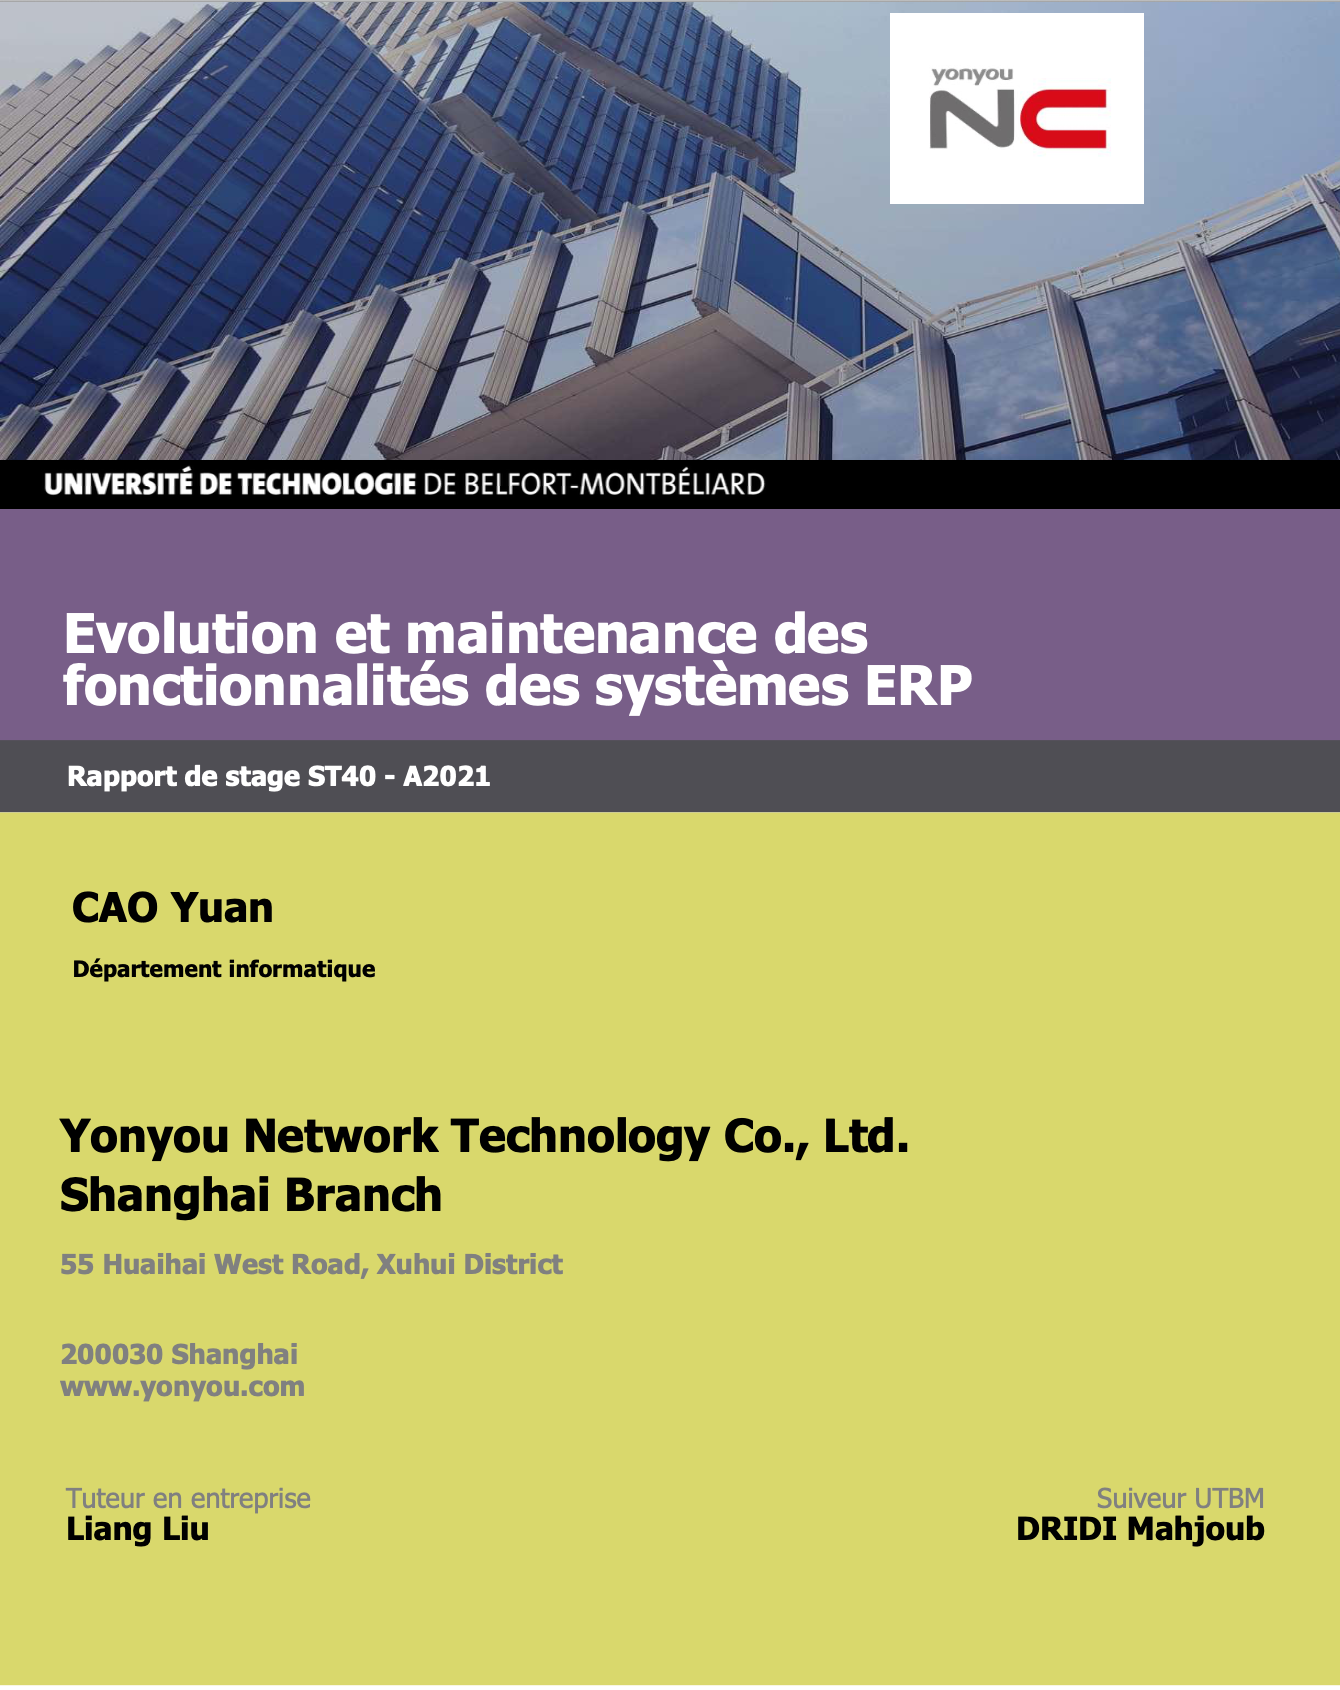 yonyou
NC
UNIVERSITÉ DE TECHNOLOGIE DE BELFORT-MONTBÉLIARD
Evolution et maintenance des
fonctionnalités des systèmes ERP
Rapport de stage ST40 - A2021
CAO Yuan
Département informatique
Yonyou Network Technology Co., Ltd.
Shanghai Branch
55 Huaihai West Road, Xuhui District
200030 Shanghai
www.yonyou.com
Tuteur en entreprise
Liang Liu
Suiveur UTBM
DRIDI Mahjoub